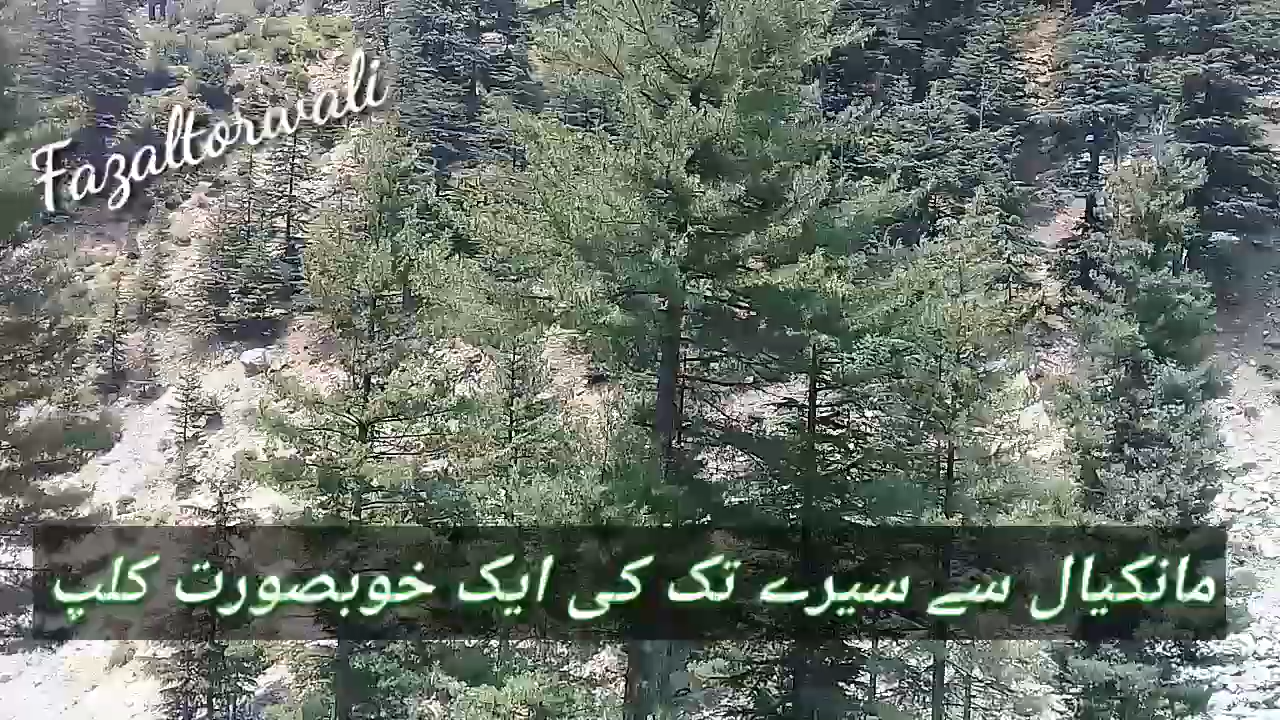 Fazaltorwali
مانکیال سے سیرے تک کی ایک خوبصورت کلپ